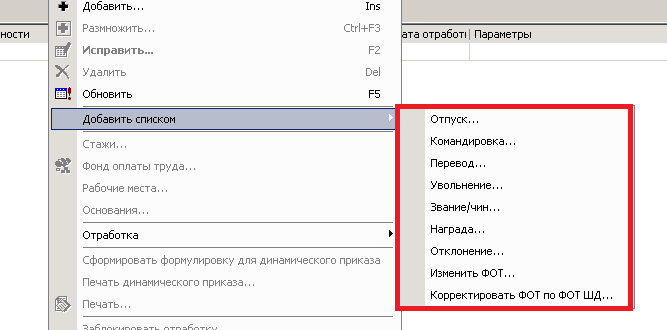 Добавить... Ins
ности
Размножить... Ctrl+F3
ата отработі Параметры
Исправить... F2
Удалить Del
Обновить F5
Добавить списком
Стажи...
Фонд оплаты труда...
Рабочие места...
Основания...
Отработка
Сформировать формулировку для динамического приказа
Печать динамического приказа...
Печать...
Заблокировать отработку
Отпуск...
Командировка...
Перевод...
Увольнение...
Звание/чин...
Награда...
Отклонение...
Изменить ФОТ...
Корректировать ФОТ по ФОТ ШД...